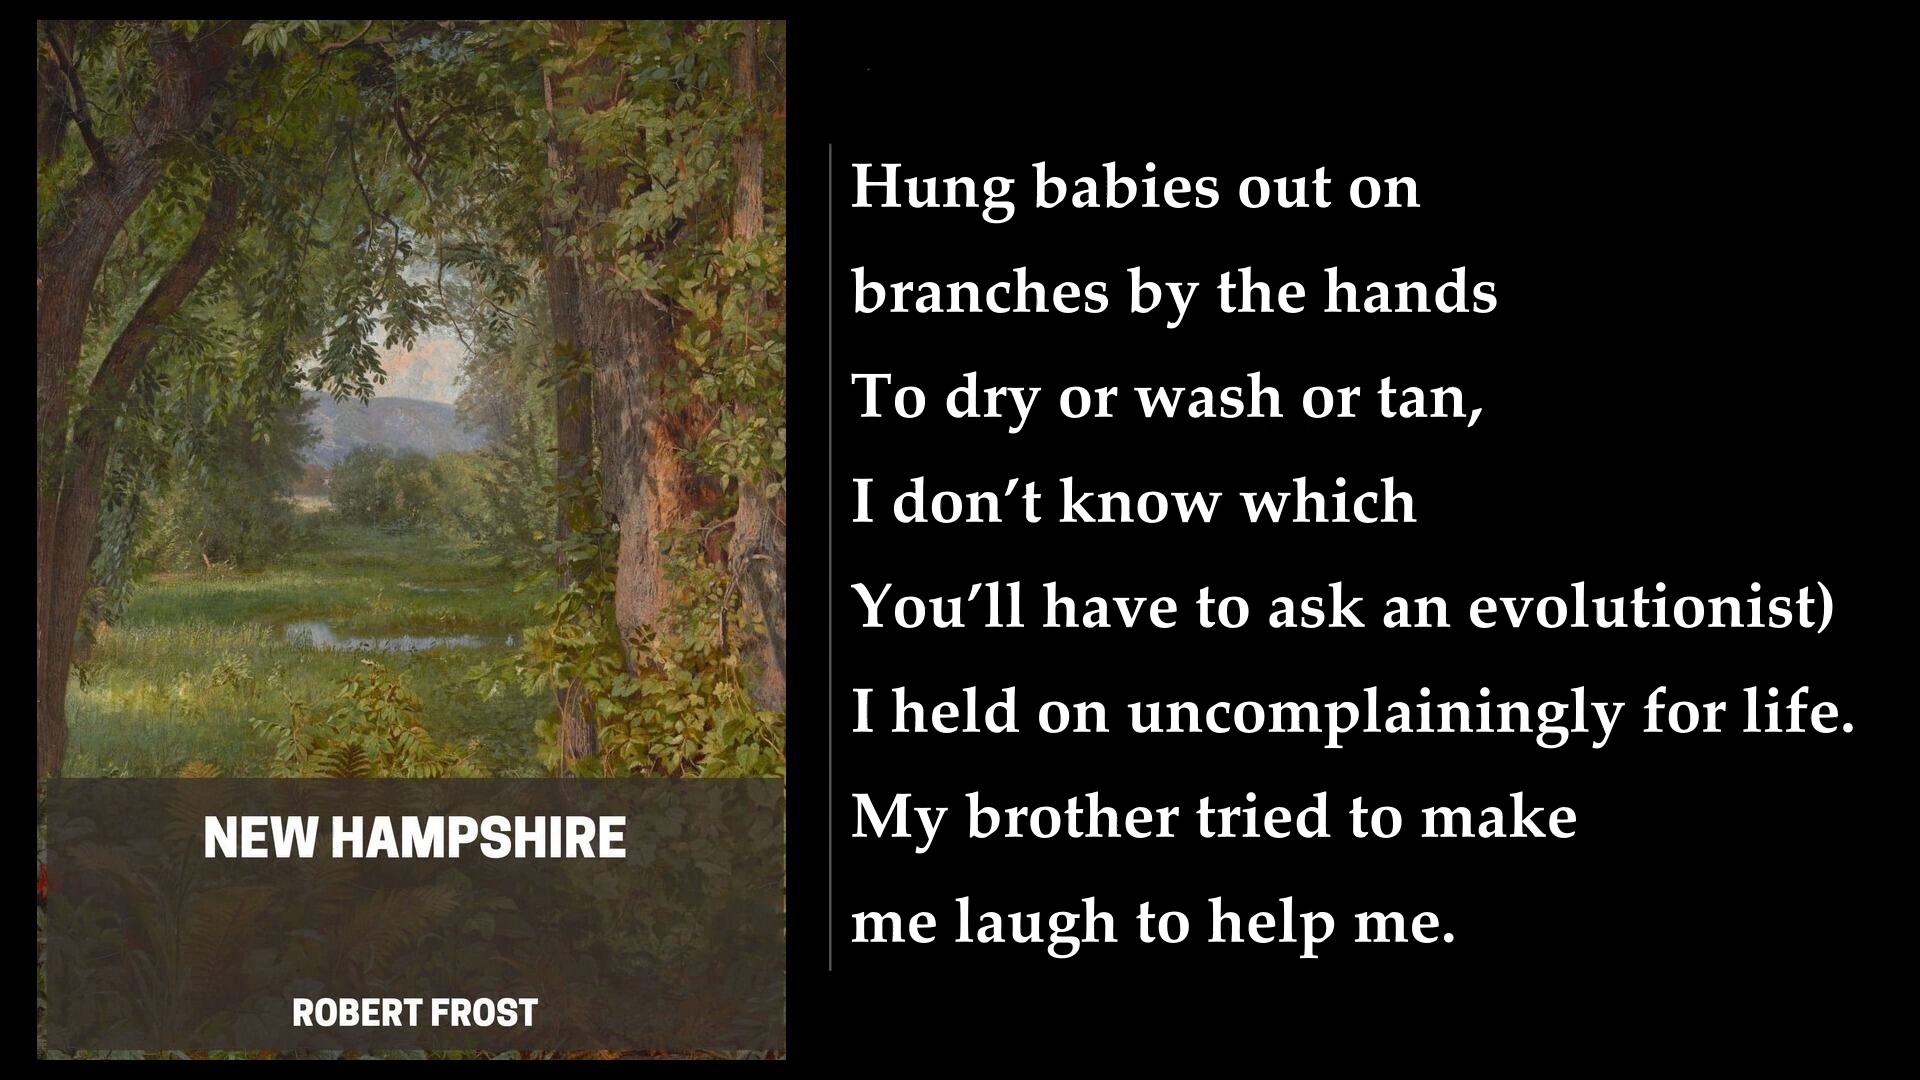 NEW HAMPSHIRE
ROBERT FROST
Hung babies out on
branches by the hands
To dry or wash or tan,
I don’t know which
You’ll have to ask an evolutionist)
I held on uncomplainingly for life.
My brother tried to make
me laugh to help me.